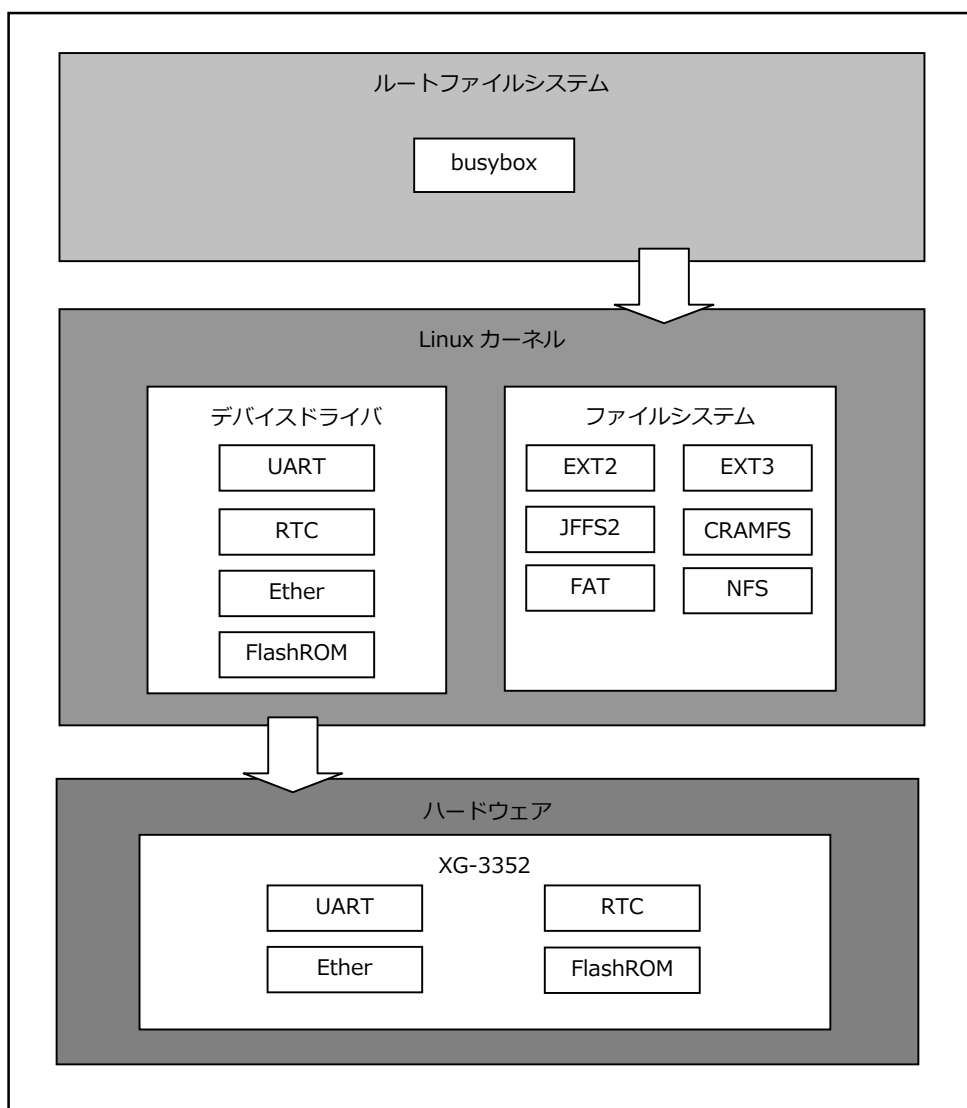 ルートファイルシステム
busybox
Linux カーネル
デバイスドライバ
UART
RTC
Ether
FlashROM
ファイルシステム
EXT2
EXT3
JFFS2
CRAMFS
FAT
NFS
ハードウェア
XG-3352
UART
RTC
Ether
FlashROM